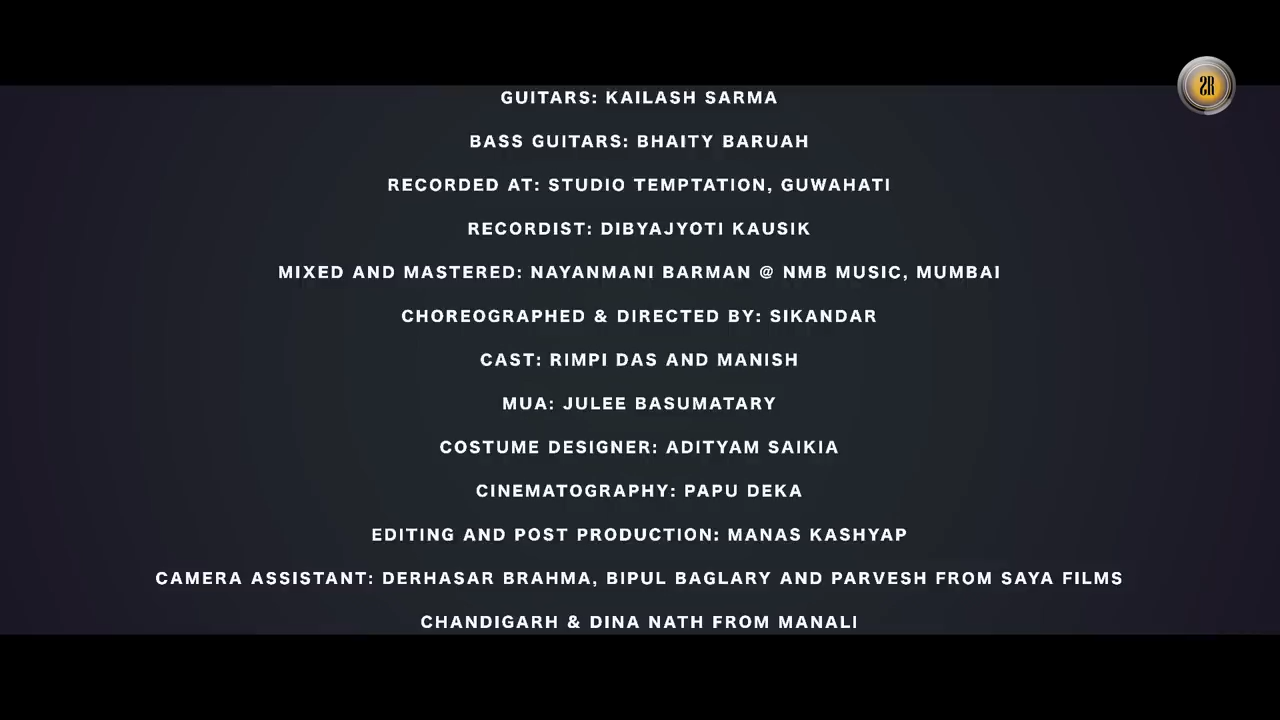 SR
GUITARS: KAILASH SARMA
BASS GUITARS: BHAITY BARUAH
RECORDED AT: STUDIO TEMPTATION, GUWAHATI
RECORDIST: DIBYAJYOTI KAUSIK
MIXED AND MASTERED: NAYANMANI BARMAN @ NMB MUSIC, MUMBAI
CHOREOGRAPHED & DIRECTED BY: SIKANDAR
CAST: RIMPI DAS AND MANISH
MUA: JULEE BASUMATARY
COSTUME DESIGNER: ADITYAM SAIKIA
CINEMATOGRAPHY: PAPU DEKA
EDITING AND POST PRODUCTION: MANAS KASHYAP
CAMERA ASSISTANT: DERHASAR BRAHMA, BIPUL BAGLARY AND PARVESH FROM SAYA FILMS
CHANDIGARH & DINA NATH FROM MANALI